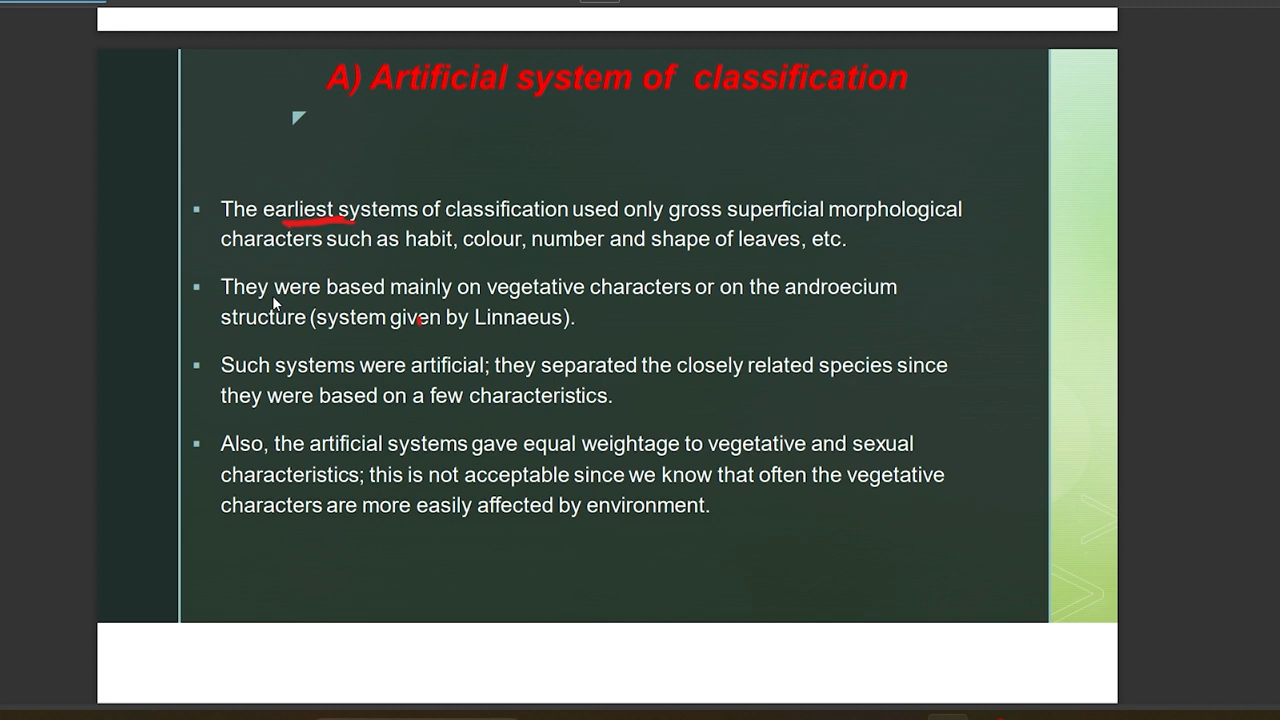 A) Artificial system of classification
The earliest systems of classification used only gross superficial morphological
characters such as habit, colour, number and shape of leaves, etc.
They were based mainly on vegetative characters or on the androecium
structure (system given by Linnaeus).
Such systems were artificial; they separated the closely related species since
they were based on a few characteristics.
Also, the artificial systems gave equal weightage to vegetative and sexual
characteristics; this is not acceptable since we know that often the vegetative
characters are more easily affected by environment.